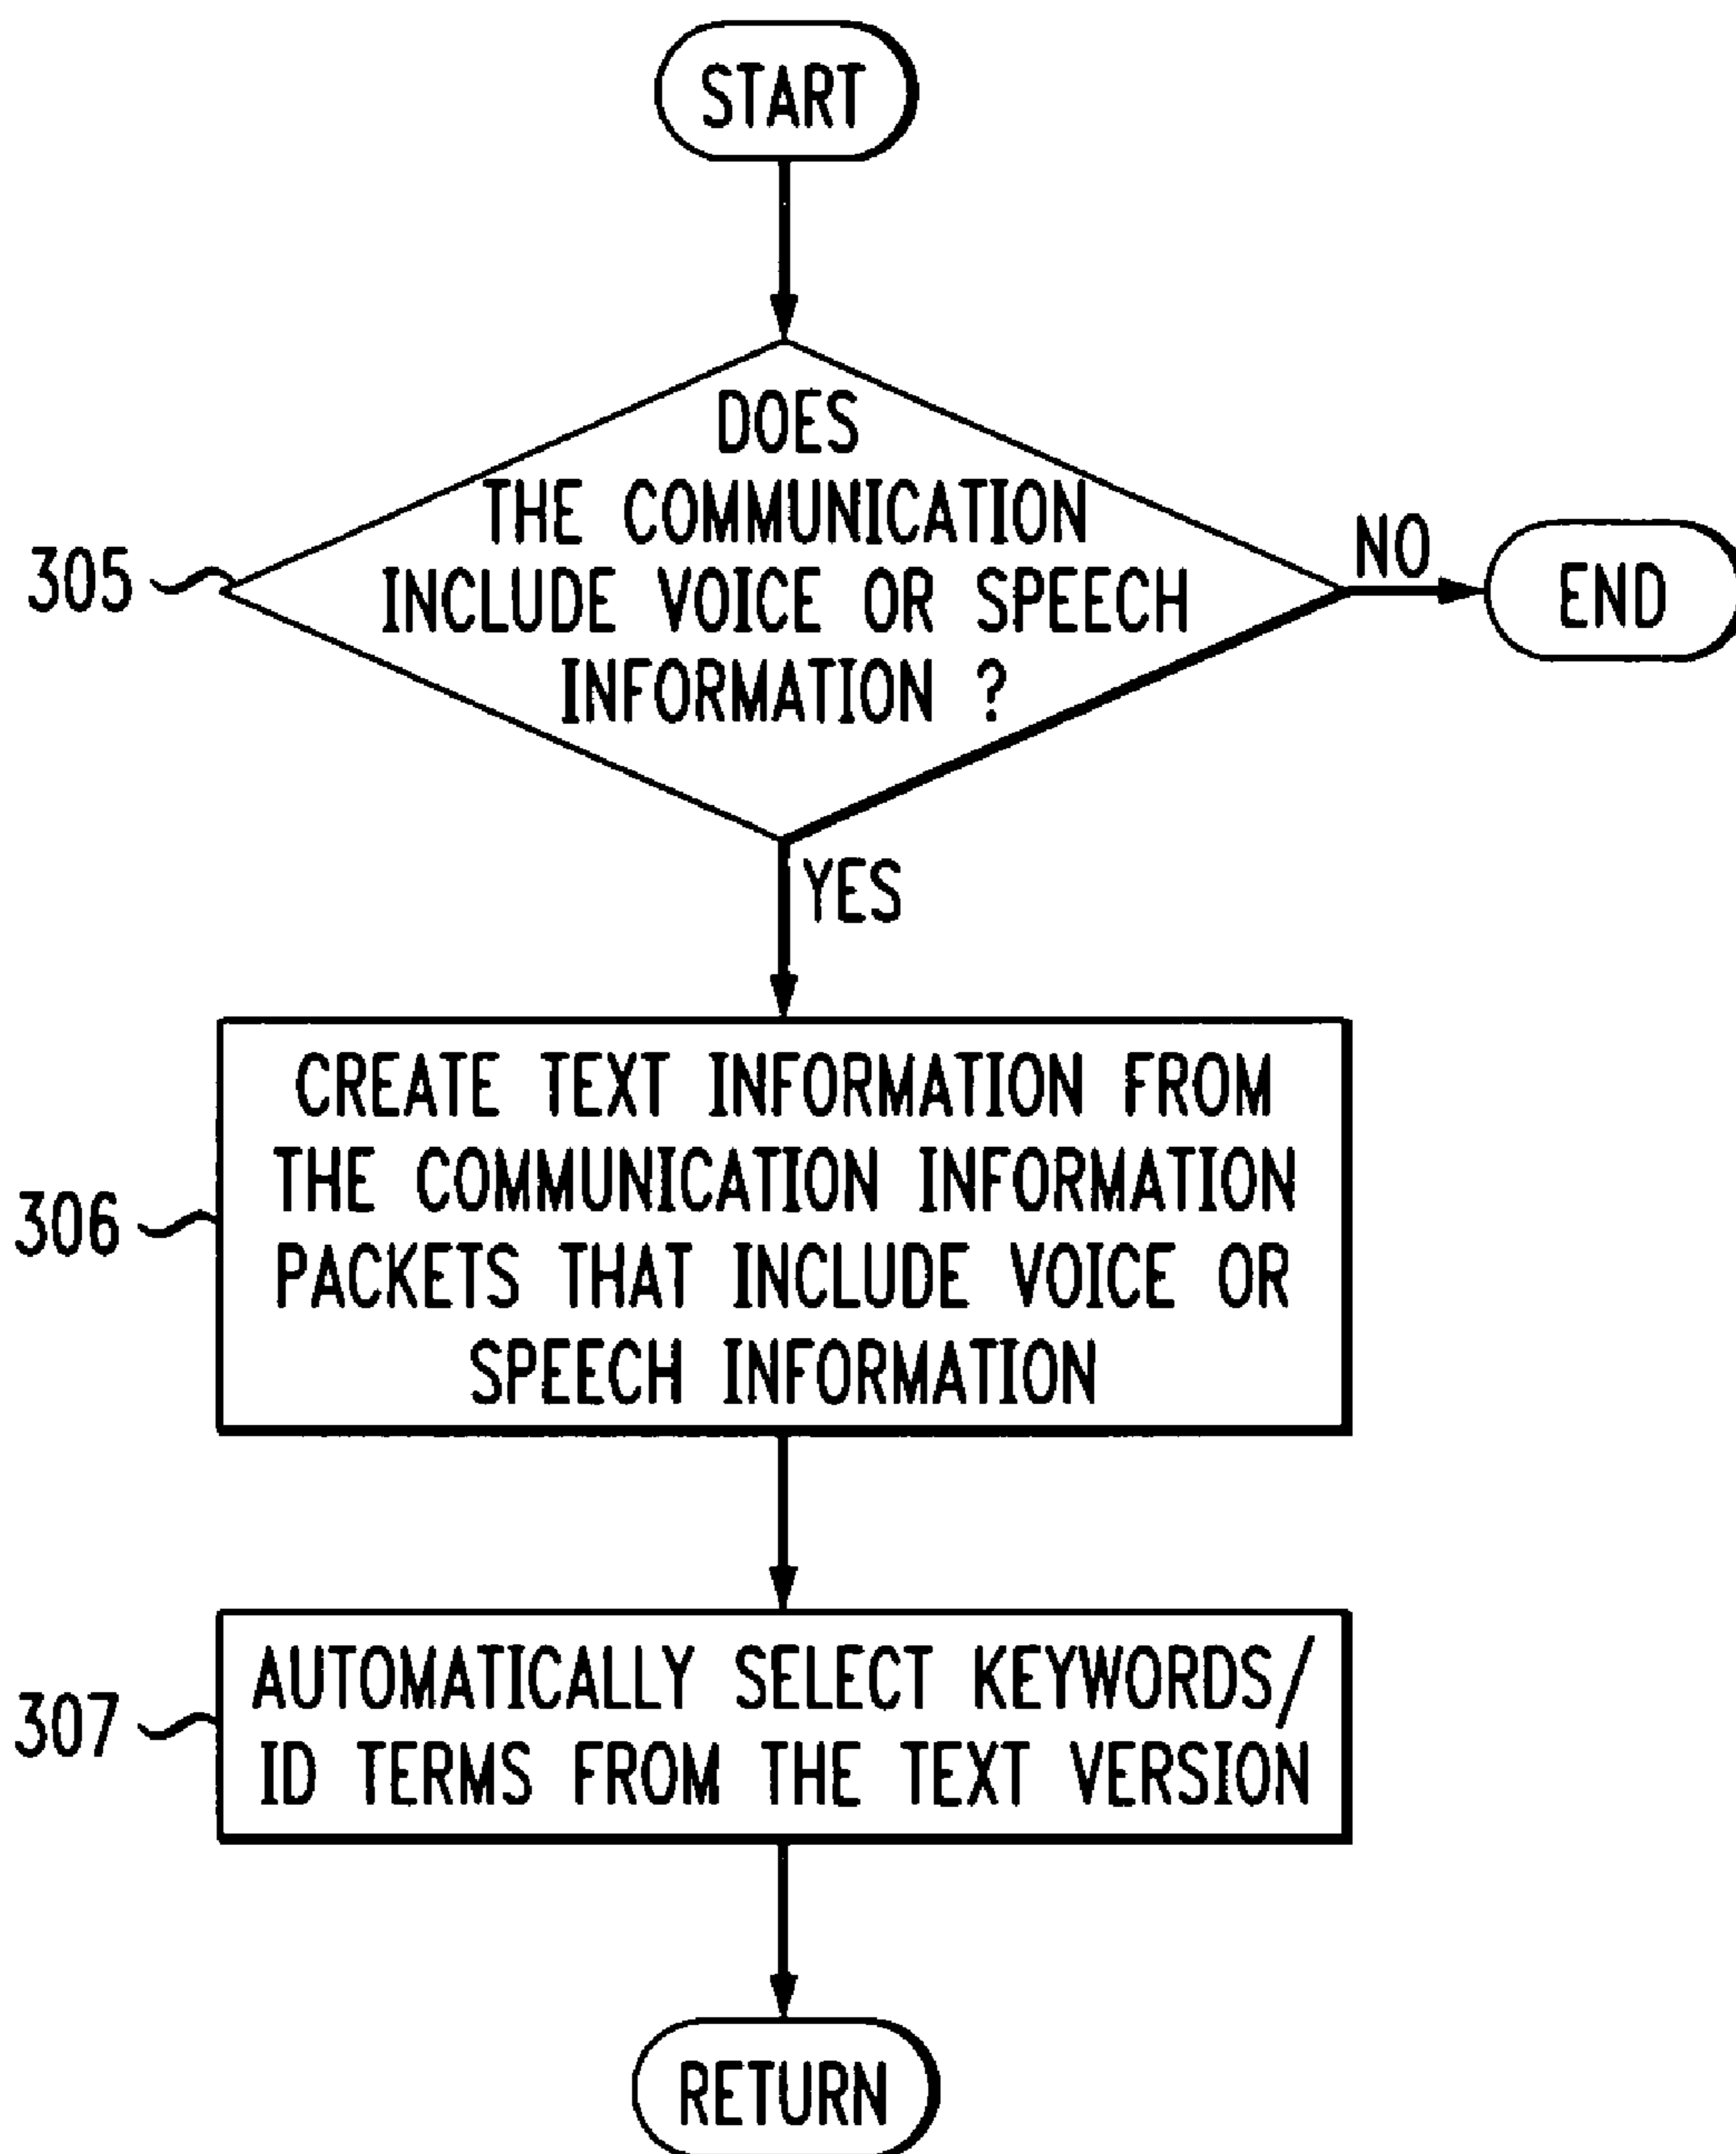 START
DOES
THE COMMUNICATION
INCLUDE VOICE OR SPEECH
INFORMATION ?
305
NO
END
YES
CREATE TEXT INFORMATION FROM
THE COMMUNICATION INFORMATION
PACKETS THAT INCLUDE VOICE OR
SPEECH INFORMATION
306
AUTOMATICALLY SELECT KEYWORDS/
ID TERMS FROM THE TEXT VERSION
307
RETURN